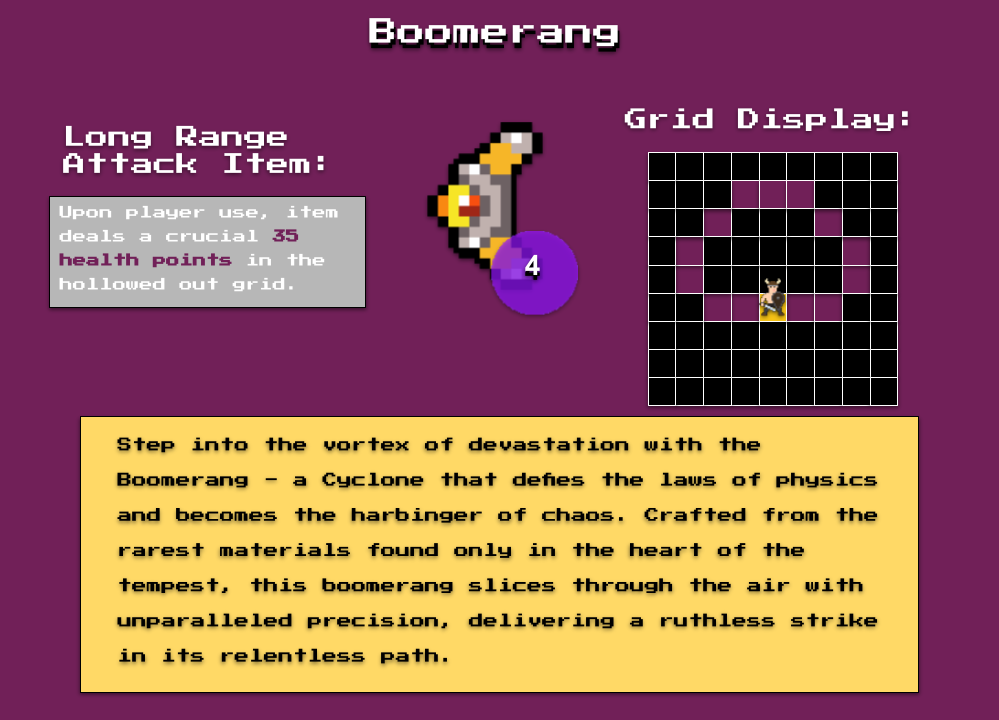 Boomerang
Long Range
Attack Item:
Upon player use, item
deals a crucial 35
health points in the
hollowed out grid.
4
Grid Display:
Step into the vortex of devastation with the
Boomerang - a Cyclone that defies the laws of physics
and becomes the harbinger of chaos. Crafted from the
rarest materials found only in the heart of the
tempest, this boomerang slices through the air with
unparalleled precision, delivering a ruthless strike
in its relentless path.